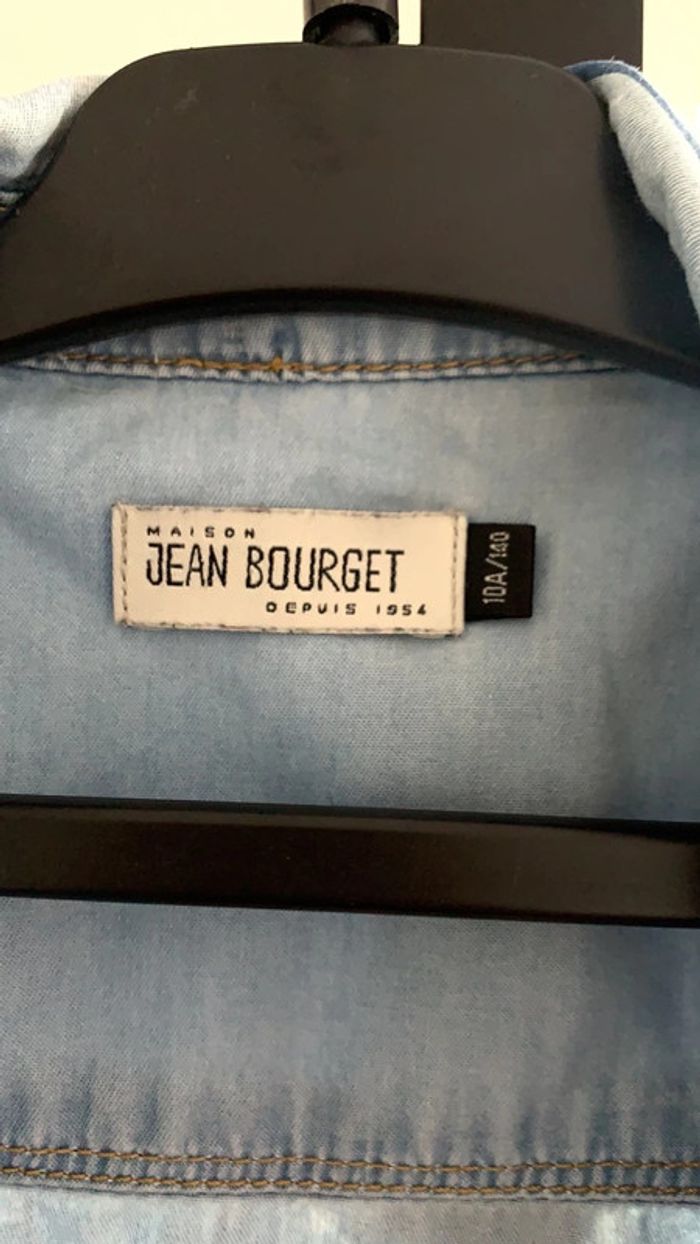 MAISON
JEAN BOURGET
DEPUIS 1954
10A/140